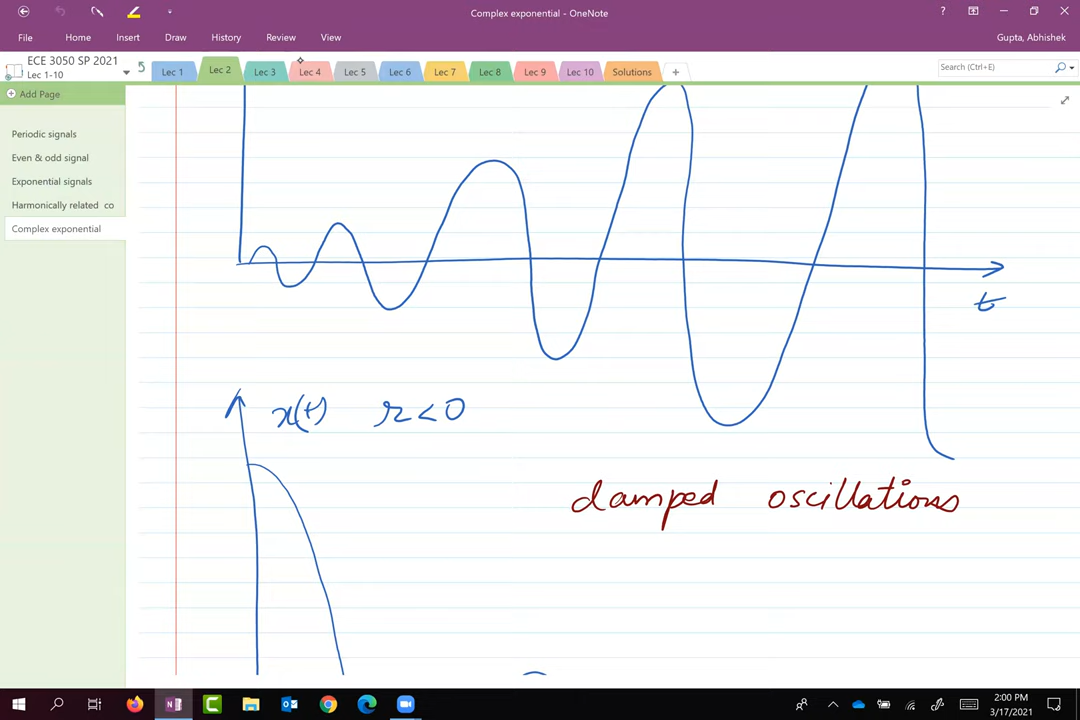 Complex exponential - OneNote
?
File Home Insert Draw History Review View
Gupta, Abhishek
ECE 3050 SP 2021
Lec 1-10
Lec 1 Lec 2 Lec 3 Lec 4 Lec 5 Lec 6 Lec 7 Lec 8 Lec 9 Lec 10 Solutions +
Search (Ctrl+E)
Add Page
Periodic signals
Even & odd signal
Exponential signals
Harmonically related co
Complex exponential
t
x(t) r<0
damped oscillations
2:00 PM
3/17/2021